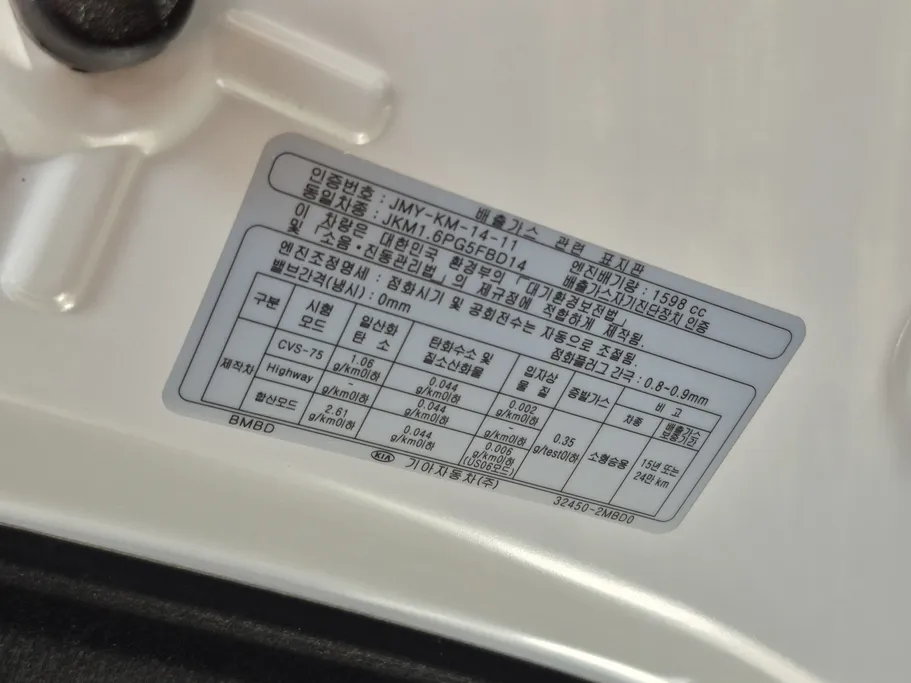 배출가스 관련 표지판
인증번호 : JMY-KM-14-11 엔진배기량 : 1598 CC
동일차종 : JKM1.6PG5FBD14 배출가스자기진단장치 인증
이 차량은 대한민국 환경부의 「대기환경보전법」
및 「소음·진동관리법」의 제규정에 적합하게 제작됨.
엔진조정명세 : 점화시기 및 공회전수는 자동으로 조절됨.
밸브간격(냉시) : 0mm 점화플러그 간극 : 0.8~0.9mm
구분 시험모드 일산화탄소 탄화수소 및 질소산화물 입자상물질 증발가스 비고
차종 배출가스 보증기간
제작차 CVS-75 1.06 g/km이하 0.044 g/km이하 0.002 g/km이하 0.35 g/test이하 소형승용 15년 또는 24만 km
Highway - g/km이하 0.044 g/km이하 - g/km이하
합산모드 2.61 g/km이하 0.044 g/km이하 0.006 g/km이하 (US06모드)
BMBD KIA 기아자동차(주) 32450-2MBD0